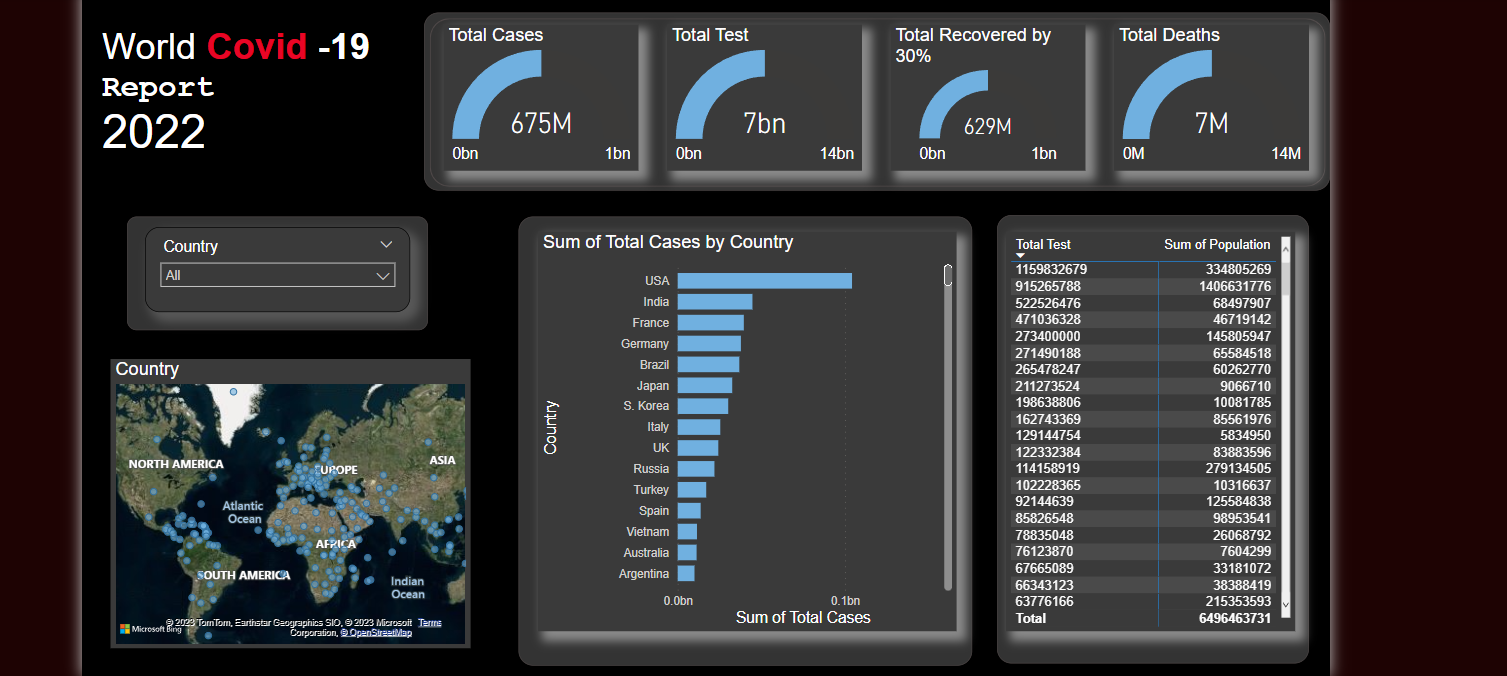 World Covid -19
Report
2022
Total Cases
675M
0bn
1bn
Total Test
7bn
0bn
14bn
Total Recovered by
30%
629M
0bn
1bn
Total Deaths
7M
0M
14M
Country
All
Country
NORTH AMERICA
EUROPE
ASIA
Atlantic
Ocean
AFRICA
SOUTH AMERICA
Indian
Ocean
Microsoft Bing
© 2023 TomTom, Earthstar Geographics SIO, © 2023 Microsoft Terms
Corporation, © OpenStreetMap
Sum of Total Cases by Country
Country
USA
India
France
Germany
Brazil
Japan
S. Korea
Italy
UK
Russia
Turkey
Spain
Vietnam
Australia
Argentina
0.0bn 0.1bn
Sum of Total Cases
Total Test Sum of Population
1159832679 334805269
915265788 1406631776
522526476 68497907
471036328 46719142
273400000 145805947
271490188 65584518
265478247 60262770
211273524 9066710
198638806 10081785
162743369 85561976
129144754 5834950
122332384 83883596
114158919 279134505
102228365 10316637
92144639 125584838
85826548 98953541
78835048 26068792
76123870 7604299
67665089 33181072
66343123 38388419
63776166 215353593
Total 6496463731